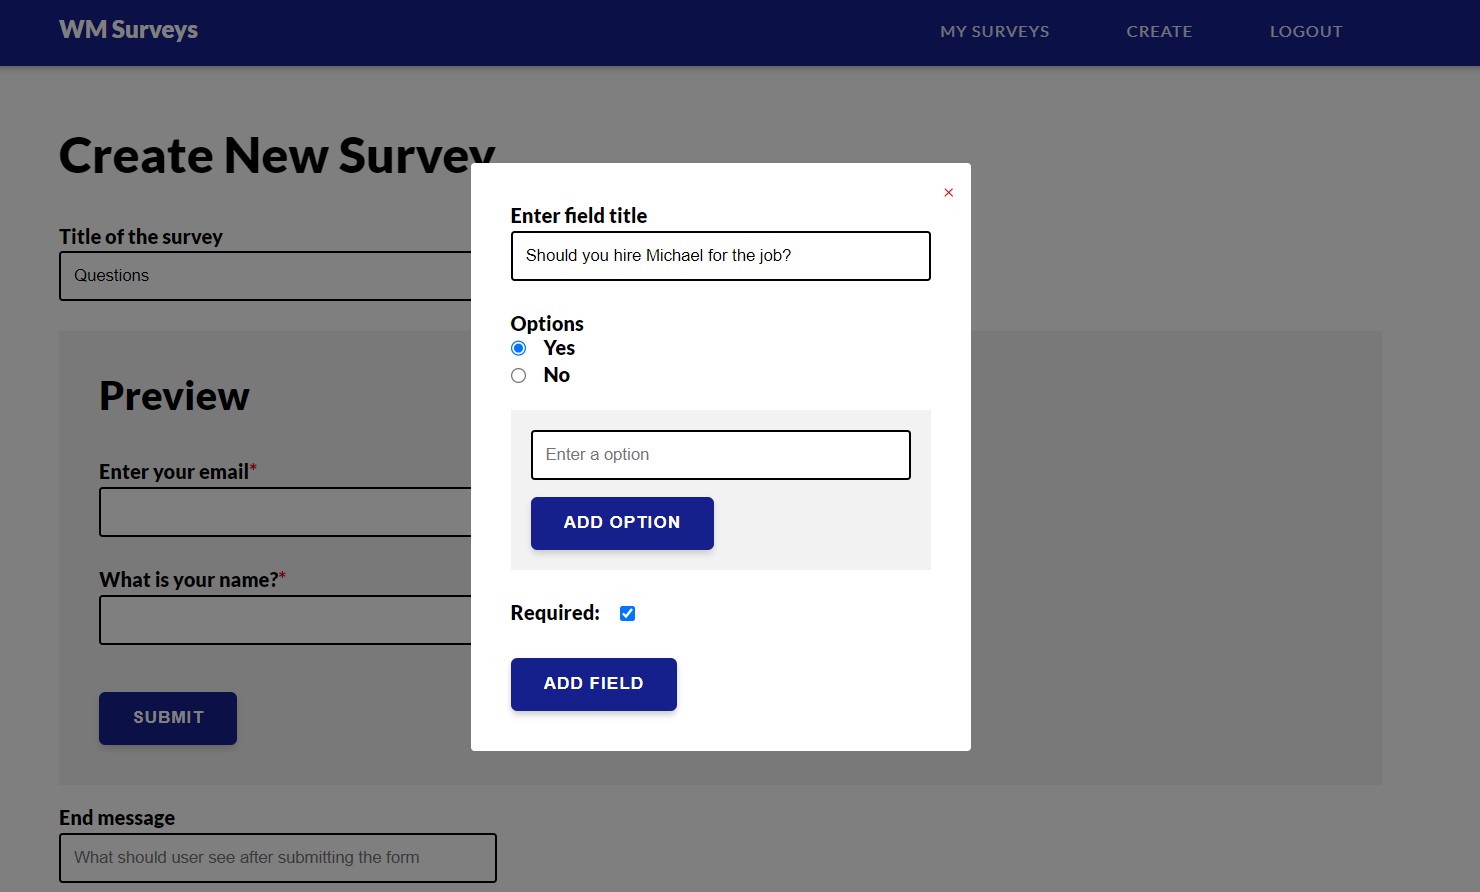 WM Surveys
MY SURVEYS
CREATE
LOGOUT
Create New Survey
Title of the survey
Questions
Preview
Enter your email*
What is your name?*
SUBMIT
End message
What should user see after submitting the form
×
Enter field title
Should you hire Michael for the job?
Options
Yes
No
Enter a option
ADD OPTION
Required:
ADD FIELD